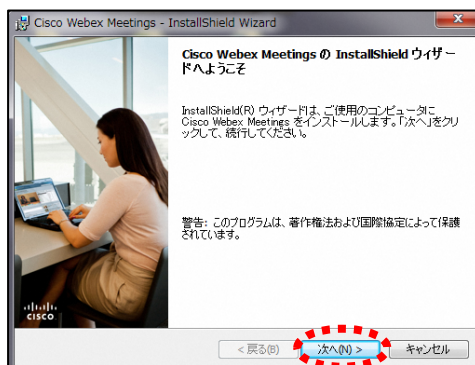 Cisco Webex Meetings - InstallShield Wizard
Cisco Webex Meetings の InstallShield ウィザー
ドへようこそ
InstallShield(R) ウィザードは、ご使用のコンピュータに
Cisco Webex Meetings をインストールします。「次へ」をクリ
ックして、続行してください。
警告: このプログラムは、著作権法および国際協定によって保護
されています。
CISCO
< 戻る(B)
次へ(N) >
キャンセル